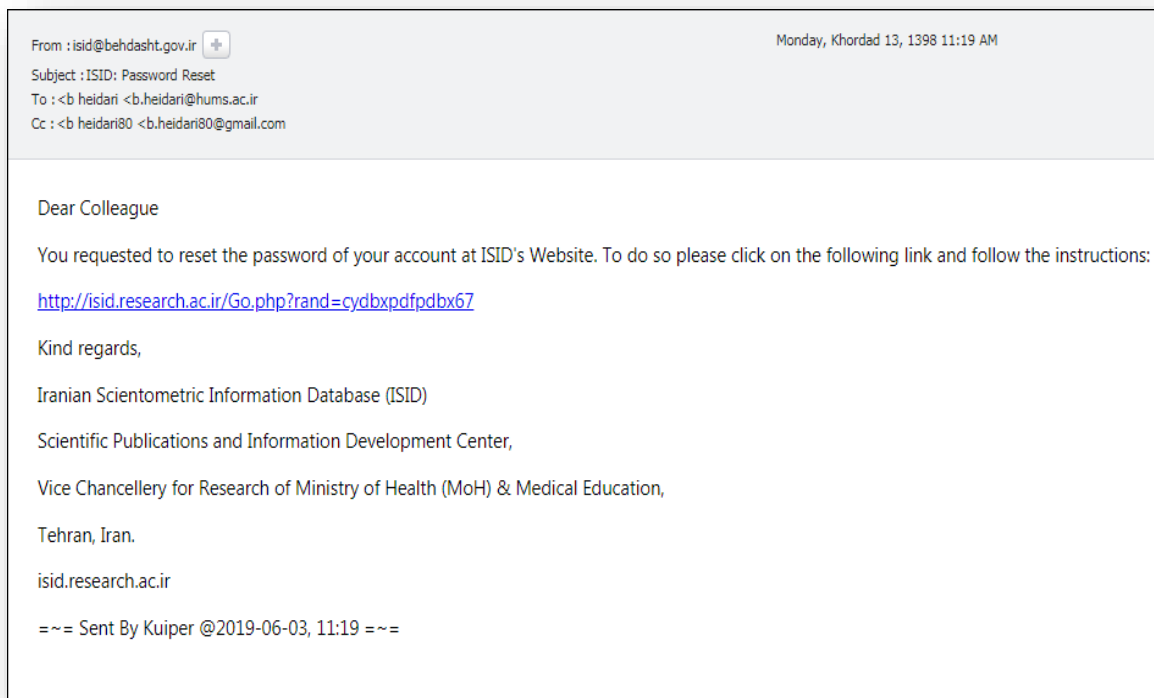 From : isid@behdasht.gov.ir +
Monday, Khordad 13, 1398 11:19 AM
Subject : ISID: Password Reset
To : <b heidari <b.heidari@hums.ac.ir
Cc : <b heidari80 <b.heidari80@gmail.com
Dear Colleague
You requested to reset the password of your account at ISID's Website. To do so please click on the following link and follow the instructions:
http://isid.research.ac.ir/Go.php?rand=cydbxpdfpdbx67
Kind regards,
Iranian Scientometric Information Database (ISID)
Scientific Publications and Information Development Center,
Vice Chancellery for Research of Ministry of Health (MoH) & Medical Education,
Tehran, Iran.
isid.research.ac.ir
=~= Sent By Kuiper @2019-06-03, 11:19 =~=